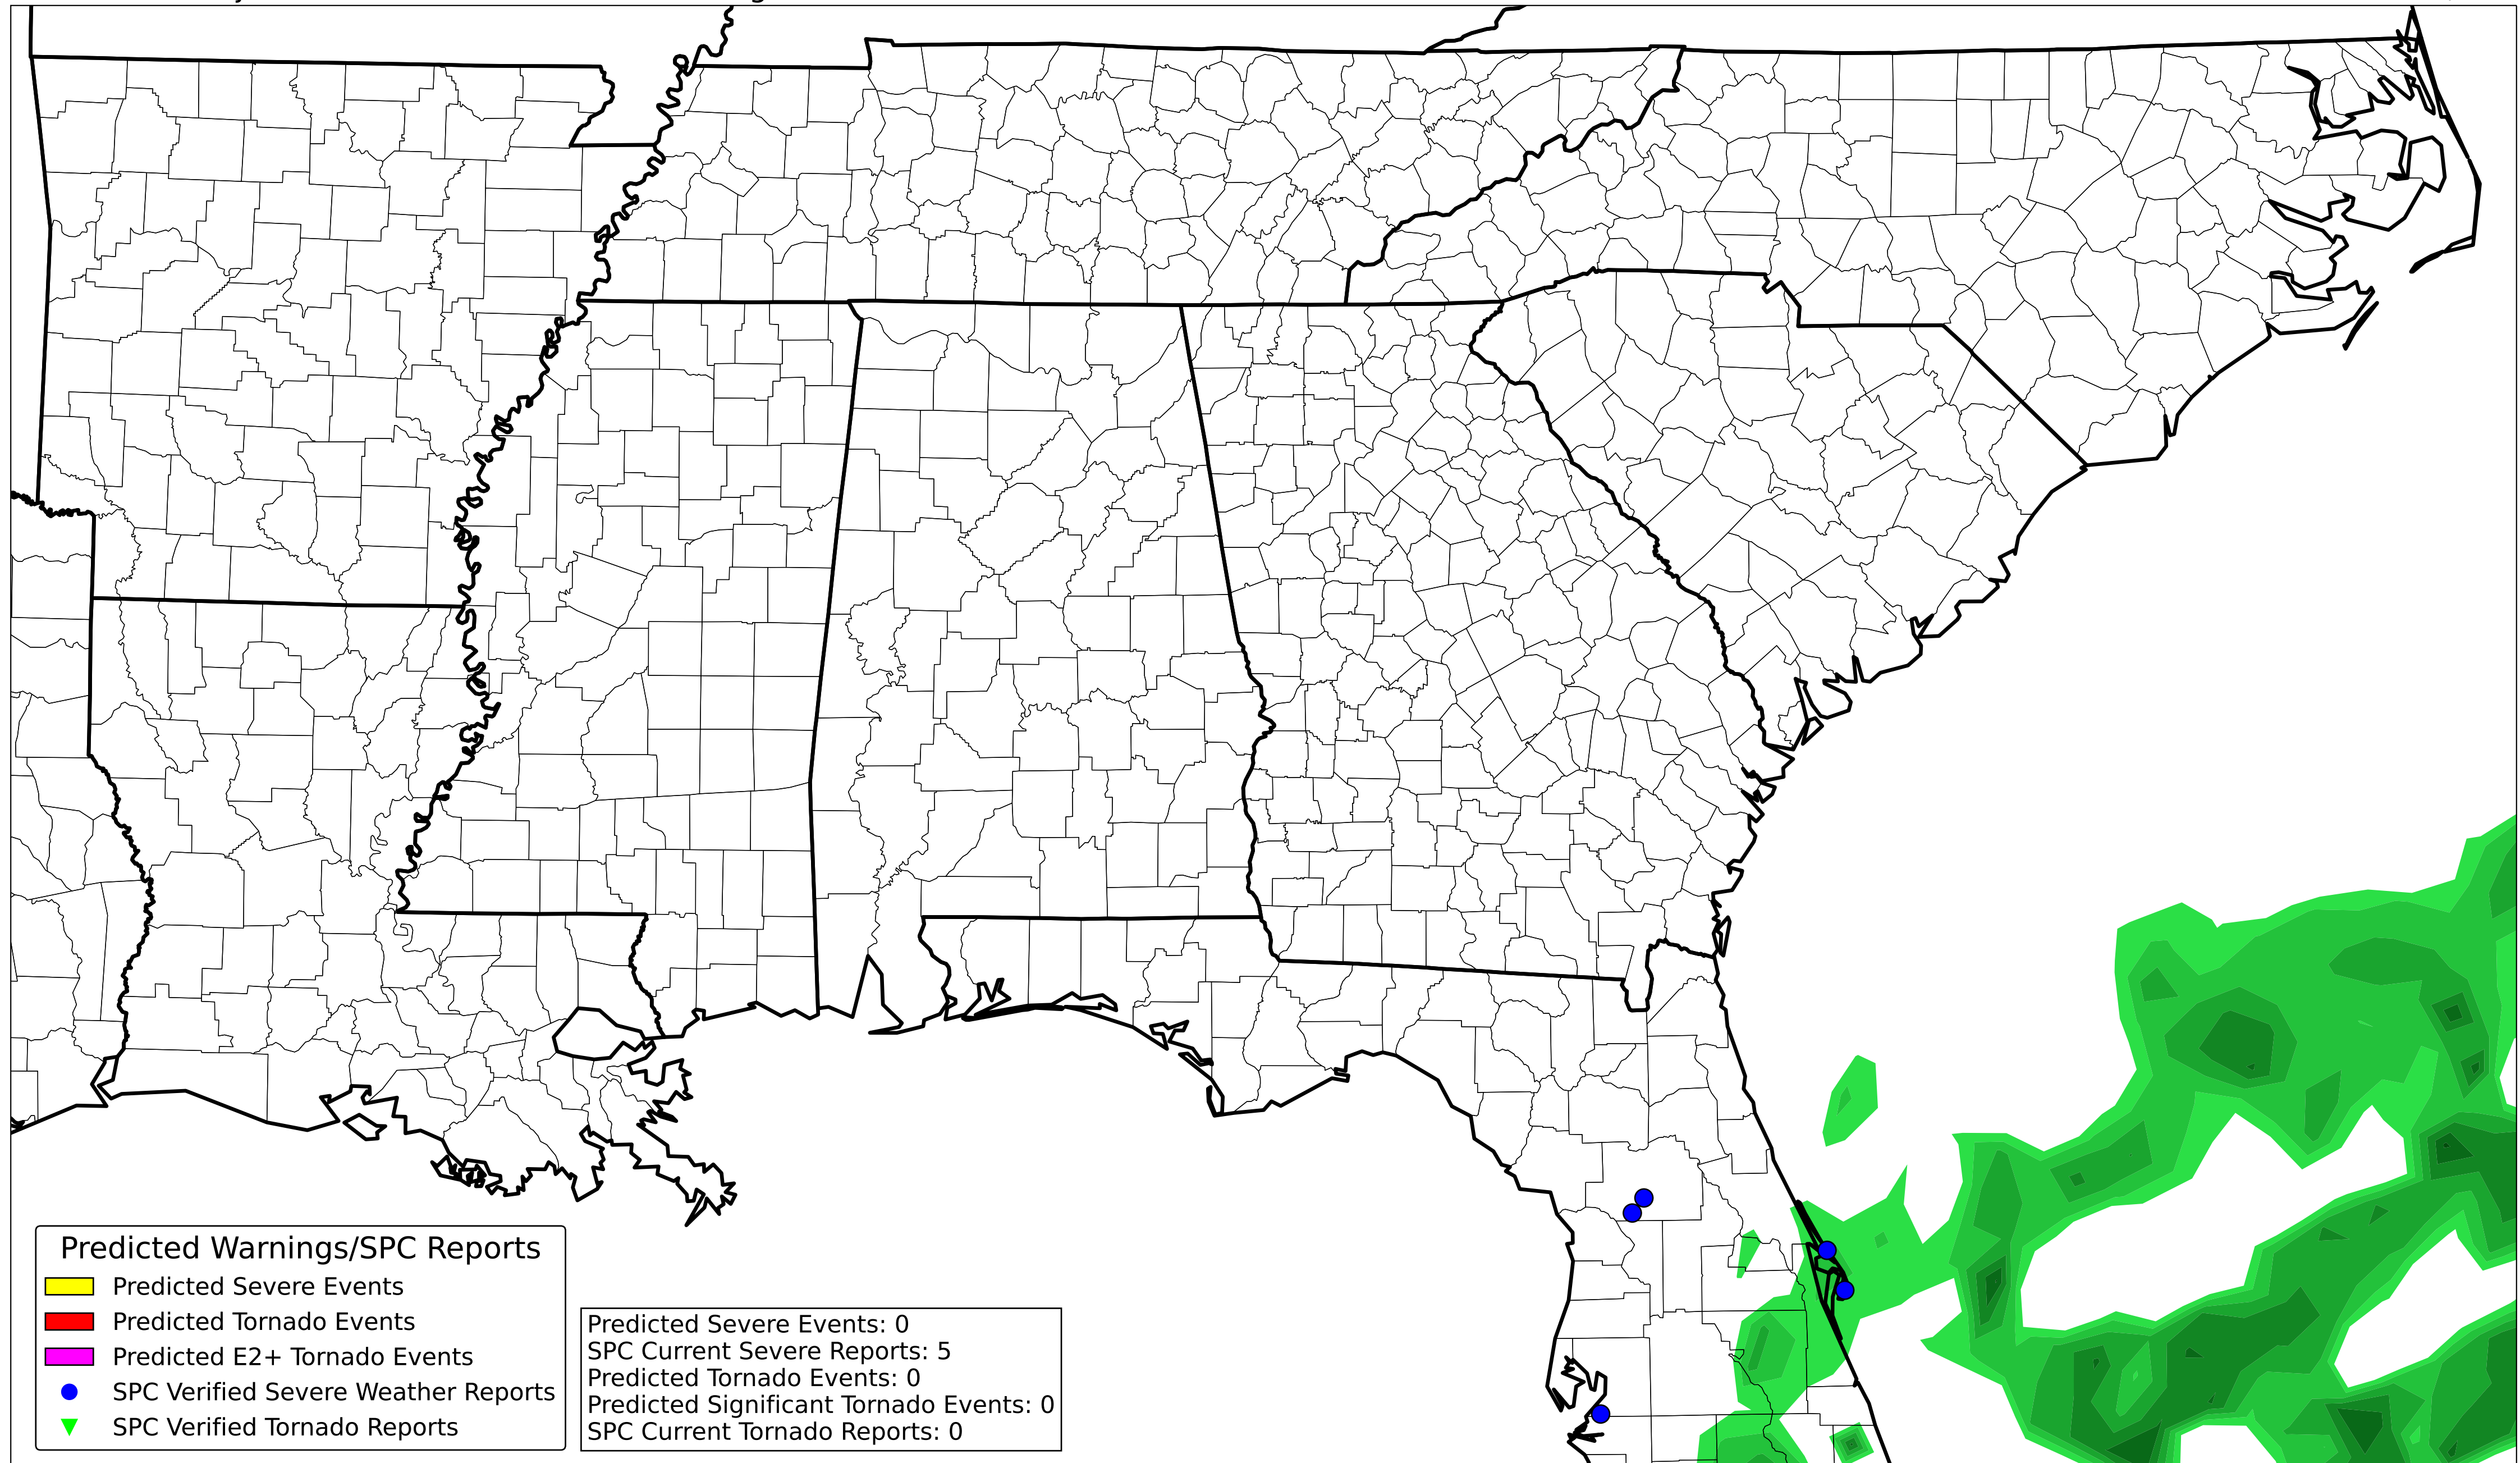 Predicted Warnings/SPC Reports
Predicted Severe Events
Predicted Tornado Events
Predicted E2+ Tornado Events
SPC Verified Severe Weather Reports
SPC Verified Tornado Reports
Predicted Severe Events: 0
SPC Current Severe Reports: 5
Predicted Tornado Events: 0
Predicted Significant Tornado Events: 0
SPC Current Tornado Reports: 0